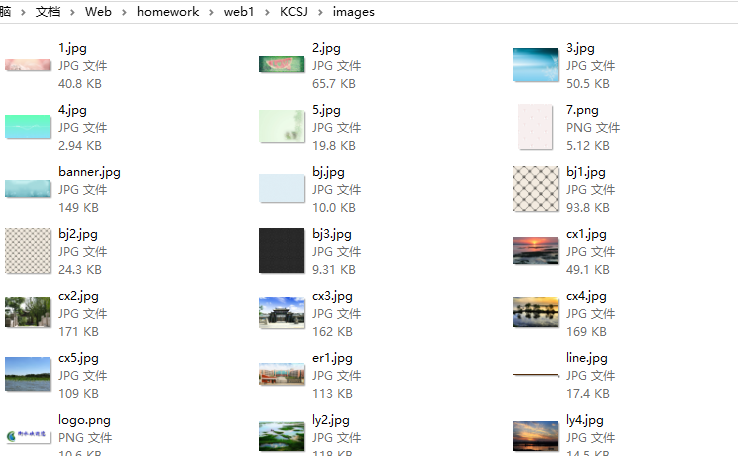 脑 > 文档 > Web > homework > web1 > KCSJ > images
1.jpg
JPG 文件
40.8 KB
2.jpg
JPG 文件
65.7 KB
3.jpg
JPG 文件
50.5 KB
4.jpg
JPG 文件
2.94 KB
5.jpg
JPG 文件
19.8 KB
7.png
PNG 文件
5.12 KB
banner.jpg
JPG 文件
149 KB
bj.jpg
JPG 文件
10.0 KB
bj1.jpg
JPG 文件
93.8 KB
bj2.jpg
JPG 文件
24.3 KB
bj3.jpg
JPG 文件
9.31 KB
cx1.jpg
JPG 文件
49.1 KB
cx2.jpg
JPG 文件
171 KB
cx3.jpg
JPG 文件
162 KB
cx4.jpg
JPG 文件
169 KB
cx5.jpg
JPG 文件
109 KB
er1.jpg
JPG 文件
113 KB
line.jpg
JPG 文件
17.4 KB
logo.png
PNG 文件
10.6 KB
ly2.jpg
JPG 文件
118 KB
ly4.jpg
JPG 文件
14.5 KB